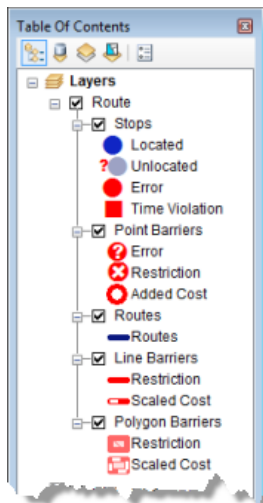 Table Of Contents
Layers
Route
Stops
Located
Unlocated
Error
Time Violation
Point Barriers
Error
Restriction
Added Cost
Routes
Routes
Line Barriers
Restriction
Scaled Cost
Polygon Barriers
Restriction
Scaled Cost